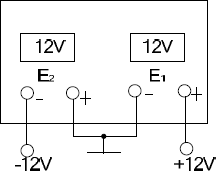 12V 12V
E₂ E₁
- + - +
-12V +12V